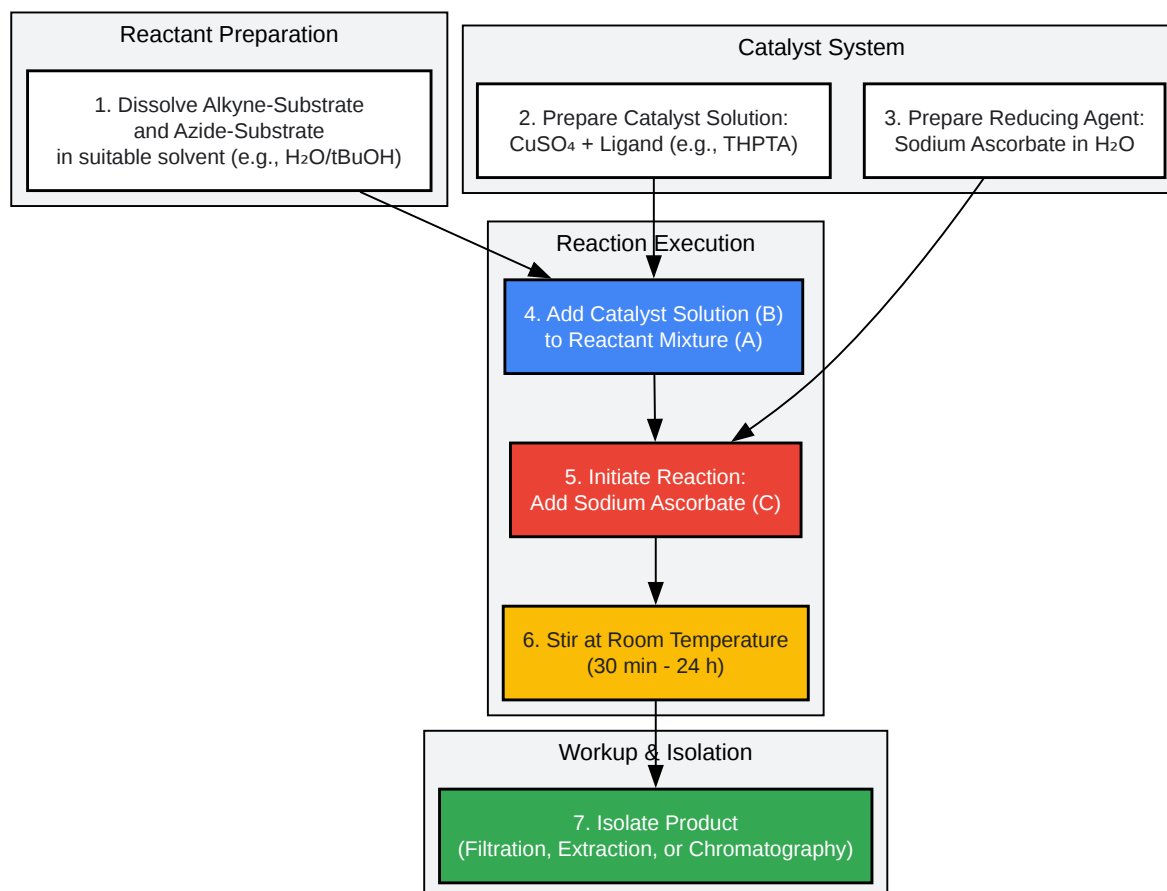 Reactant Preparation
1. Dissolve Alkyne-Substrate
and Azide-Substrate
in suitable solvent (e.g., H₂O/tBuOH)
Catalyst System
2. Prepare Catalyst Solution:
CuSO₄ + Ligand (e.g., THPTA)
3. Prepare Reducing Agent:
Sodium Ascorbate in H₂O
Reaction Execution
4. Add Catalyst Solution (B)
to Reactant Mixture (A)
5. Initiate Reaction:
Add Sodium Ascorbate (C)
6. Stir at Room Temperature
(30 min - 24 h)
Workup & Isolation
7. Isolate Product
(Filtration, Extraction, or Chromatography)